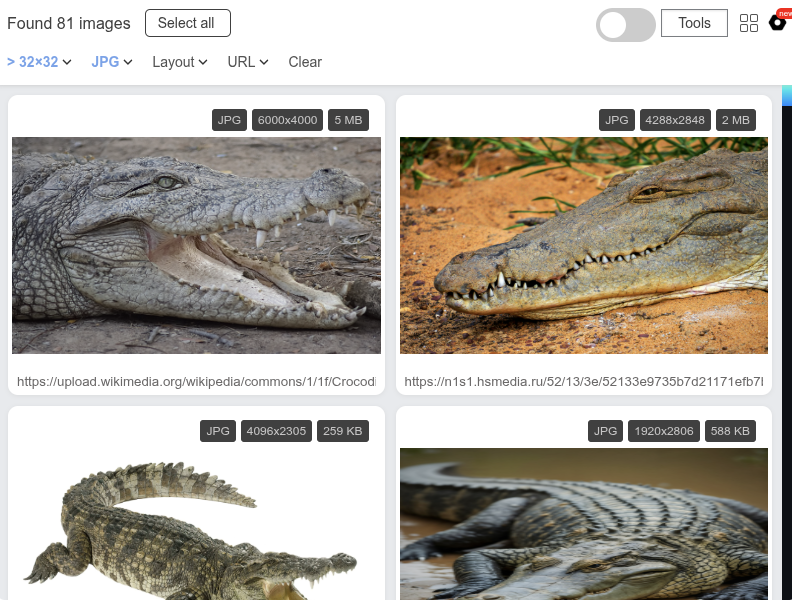 Found 81 images
Select all
Tools
new
> 32×32
JPG
Layout
URL
Clear
JPG 6000x4000 5 MB
JPG 4288x2848 2 MB
https://upload.wikimedia.org/wikipedia/commons/1/1f/Crocod
https://n1s1.hsmedia.ru/52/13/3e/52133e9735b7d21171efb7
JPG 4096x2305 259 KB
JPG 1920x2806 588 KB